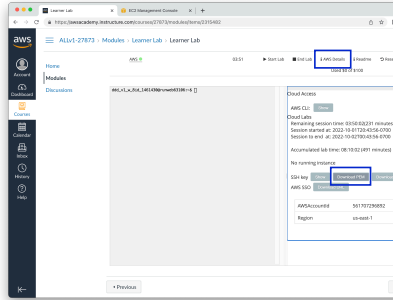 Learner Lab
EC2 Management Console
https://awsacademy.instructure.com/courses/27873/modules/items/2315402
aws
ALLv1-27873 > Modules > Learner Lab > Learner Lab
Account
Dashboard
Courses
Calendar
Inbox
History
Help
Home
Modules
Discussions
AWS
03:51
Start Lab
End Lab
AWS Details
Readme
Used $0 of $100
Cloud Access
AWS CLI:
Show
Cloud Labs
Remaining session time: 03:50:02(231 minutes)
Session started at: 2022-10-01T20:43:56-0700
Session to end at: 2022-10-02T00:43:56-0700
Accumulated lab time: 08:10:02 (491 minutes)
No running instance
SSH key
Show
Download PEM
Download
AWS SSO
AWSAccountId 561707296892
Region us-east-1
Previous